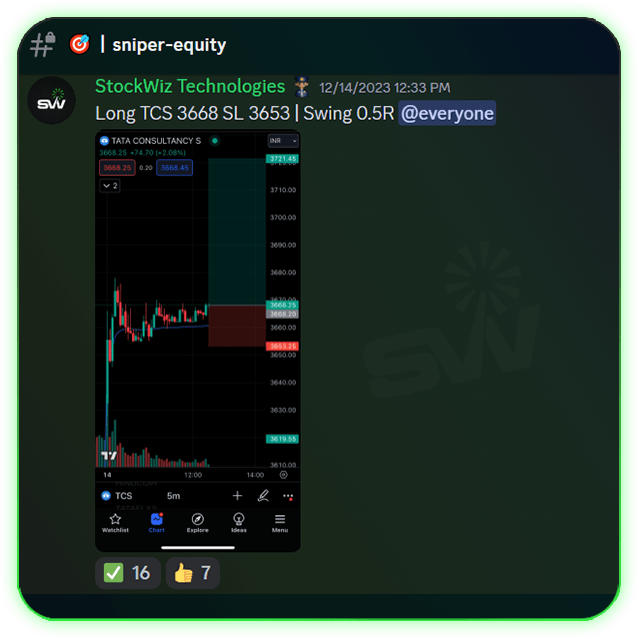 | sniper-equity
SW
StockWiz Technologies 12/14/2023 12:33 PM
Long TCS 3668 SL 3653 | Swing 0.5R @everyone
TATA CONSULTANCY S
INR
3668.25 +74.70 (+2.08%)
3668.25 0.20 3668.45
2
3721.45
3710.00
3700.00
3690.00
3680.00
3670.00
3668.25
3668.20
3660.00
3653.25
3650.00
3640.00
3630.00
3619.55
3610.00
14 12:00 14:00
TCS 5m
Watchlist Chart Explore Ideas Menu
SW
16 7